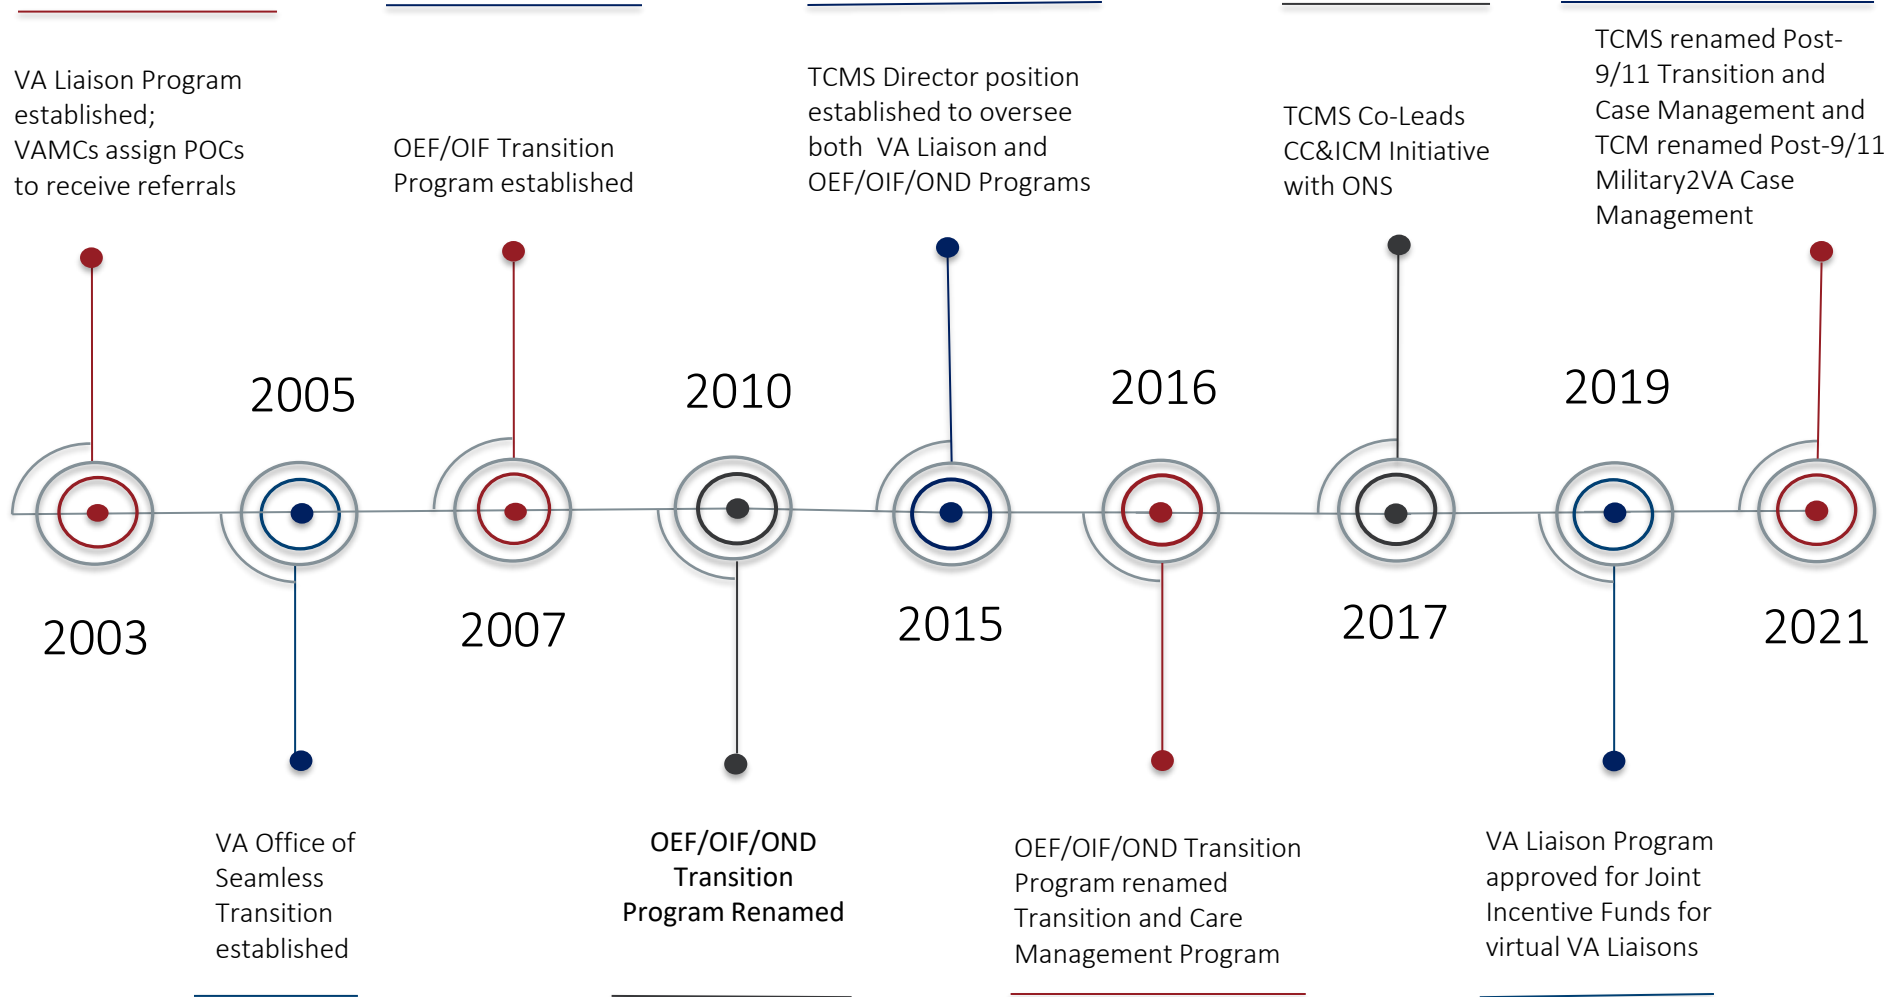 VA Liaison Program
established;
VAMCs assign POCs
to receive referrals
OEF/OIF Transition
Program established
TCMS Director position
established to oversee
both  VA Liaison and
OEF/OIF/OND Programs
TCMS Co-Leads
CC&ICM Initiative
with ONS
TCMS renamed Post-
9/11 Transition and
Case Management and
TCM renamed Post-9/11
Military2VA Case
Management
2005
2010
2016
2019
2003
2007
2015
2017
2021
VA Office of
Seamless
Transition
established
OEF/OIF/OND
Transition
Program Renamed
OEF/OIF/OND Transition
Program renamed
Transition and Care
Management Program
VA Liaison Program
approved for Joint
Incentive Funds for
virtual VA Liaisons